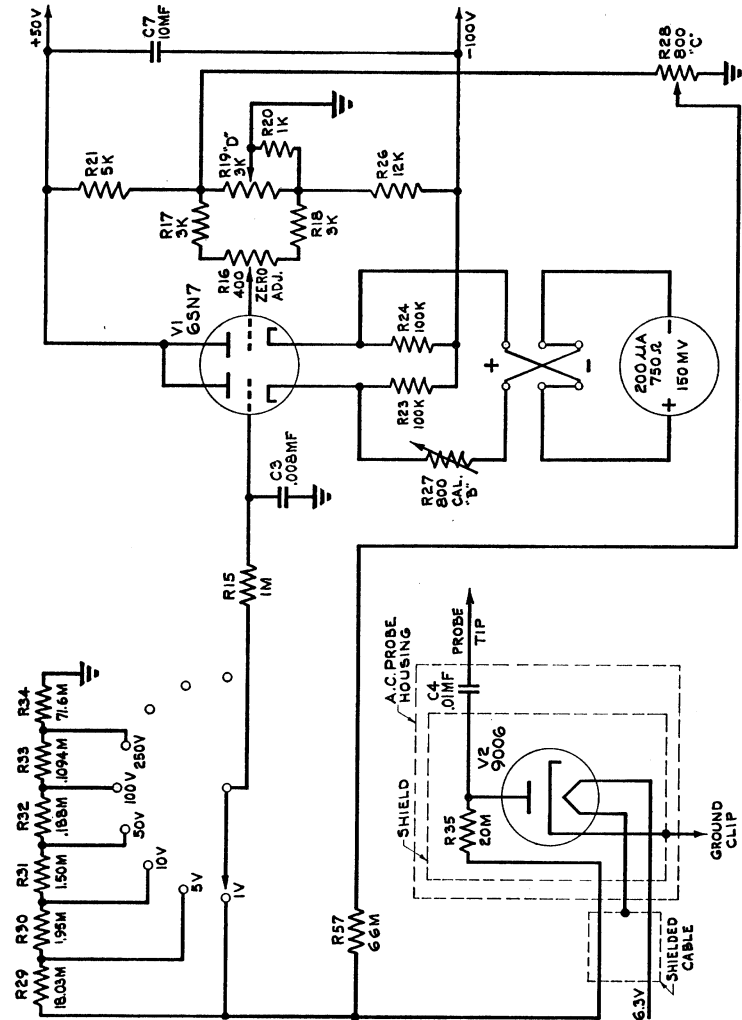 R29
18.03M
R30
1.95M
R31
1.50M
R32
.188M
R33
.1094M
R34
71.6M
1V
5V
10V
50V
100V
250V
R15
1M
C3
.008MF
V1
6SN7
+50V
C7
10MF
-100V
R21
5K
R17
3K
R19 "D"
3K
R20
1K
R16
400
ZERO
ADJ.
R18
3K
R26
12K
R24
100K
R23
100K
R27
800
CAL.
"B"
+
-
200 µA
750 Ω
150 MV
+
-
R28
800
"C"
R57
66M
A.C. PROBE
HOUSING
SHIELD
R35
20M
V2
9006
C4
.01MF
PROBE
TIP
GROUND
CLIP
SHIELDED
CABLE
6.3V